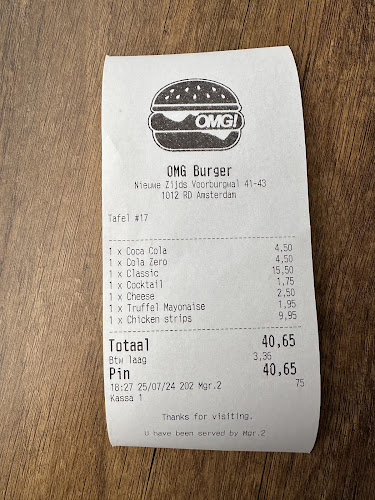 OMG!
OMG Burger
Nieuwe Zijds Voorburgwal 41-43
1012 RD Amsterdam
Tafel #17
1 x Coca Cola 4,50
1 x Cola Zero 4,50
1 x Classic 15,50
1 x Cocktail 1,75
1 x Cheese 2,50
1 x Truffel Mayonaise 1,95
1 x Chicken strips 9,95
Totaal 40,65
Btw laag 3,35
Pin 40,65
18:27 25/07/24 202 Mgr.2 75
Kassa 1
Thanks for visiting.
U have been served by Mgr.2